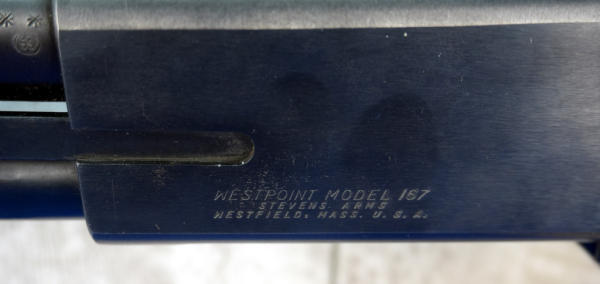 WESTPOINT MODEL 167
STEVENS ARMS
WESTFIELD, MASS. U.S.A.